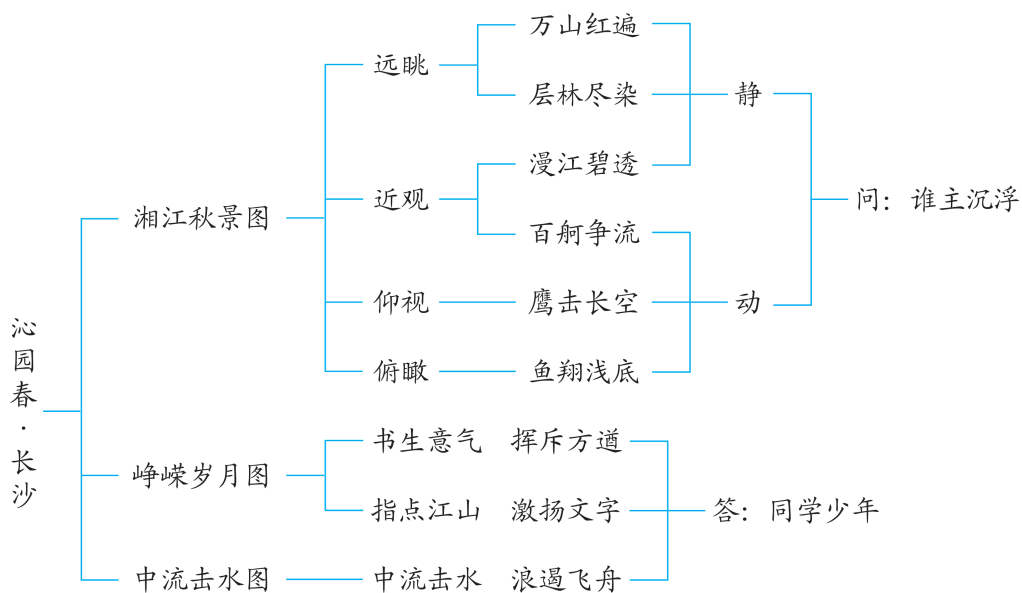 沁园春·长沙
湘江秋景图
远眺
万山红遍
层林尽染
近观
漫江碧透
百舸争流
仰视
鹰击长空
俯瞰
鱼翔浅底
静
动
问：谁主沉浮
峥嵘岁月图
书生意气 挥斥方遒
指点江山 激扬文字
中流击水图
中流击水 浪遏飞舟
答：同学少年